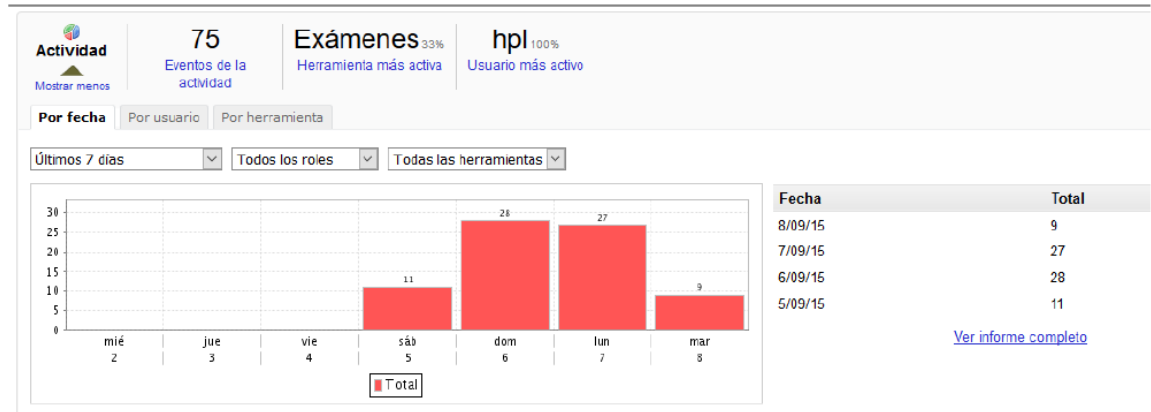 Actividad
Mostrar menos
75
Eventos de la
actividad
Exámenes 33%
Herramienta más activa
hpl 100%
Usuario más activo
Por fecha Por usuario Por herramienta
Últimos 7 días Todos los roles Todas las herramientas
30
25
20
15
10
5
0
11
28
27
9
mié jue vie sáb dom lun mar
2 3 4 5 6 7 8
Total
Fecha Total
8/09/15 9
7/09/15 27
6/09/15 28
5/09/15 11
Ver informe completo